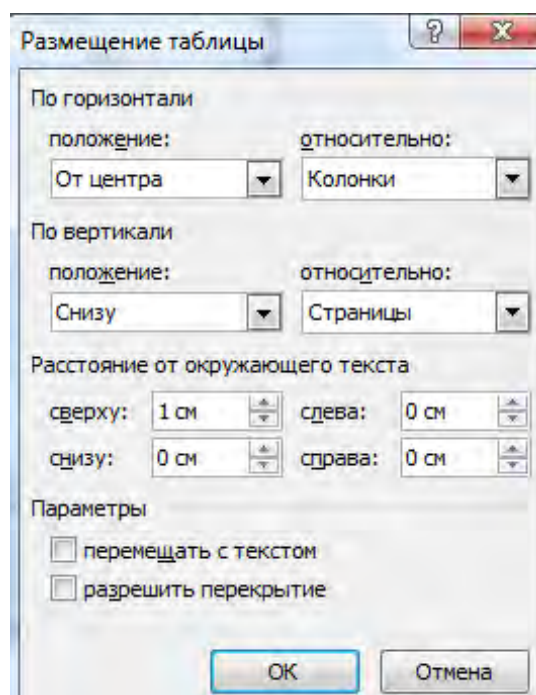 Размещение таблицы
По горизонтали
положение: относительно:
От центра Колонки
По вертикали
положение: относительно:
Снизу Страницы
Расстояние от окружающего текста
сверху: 1 см слева: 0 см
снизу: 0 см справа: 0 см
Параметры
перемещать с текстом
разрешить перекрытие
ОК Отмена